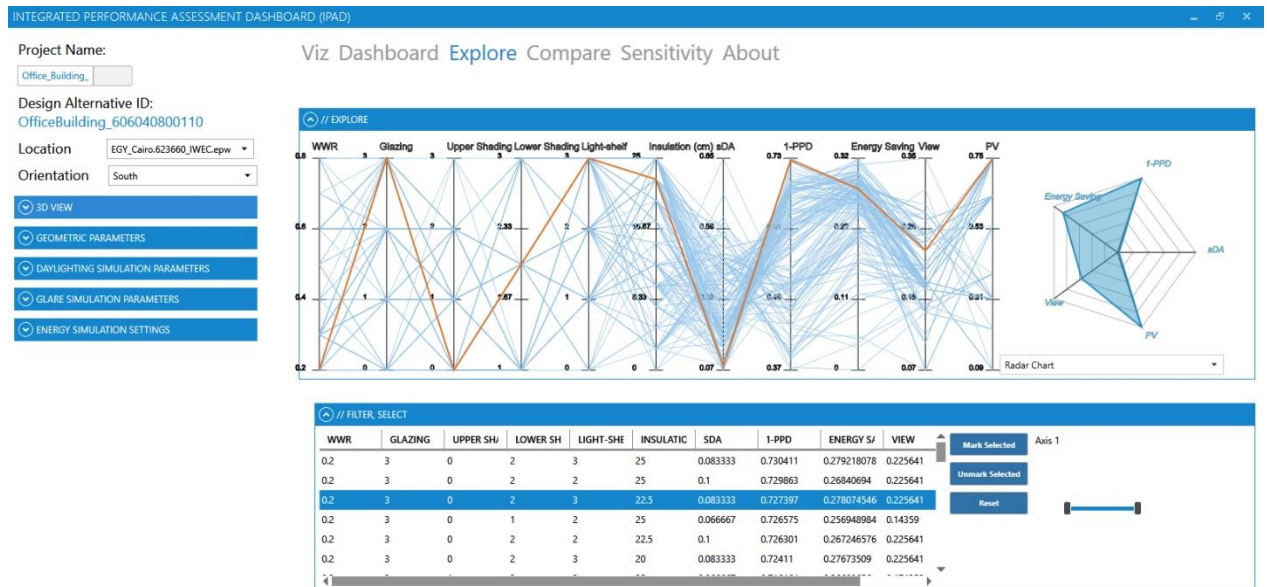 INTEGRATED PERFORMANCE ASSESSMENT DASHBOARD (IPAD)
Project Name:
Office_Building_
Design Alternative ID:
OfficeBuilding_606040800110
Location EGY_Cairo.623660_IWEC.epw
Orientation South
3D VIEW
GEOMETRIC PARAMETERS
DAYLIGHTING SIMULATION PARAMETERS
GLARE SIMULATION PARAMETERS
ENERGY SIMULATION SETTINGS
Viz Dashboard Explore Compare Sensitivity About
// EXPLORE
WWR Glazing Upper Shading Lower Shading Light-shelf Insulation (cm) sDA 1-PPD Energy Saving View PV
0.8 3 3 3 3 25 0.85 0.73 0.32 0.35 0.75
0.6 2 2 2.33 2 16.67 0.59 0.22 0.53
0.4 1 1 1.67 1 8.33 0.11 0.16 0.31
0.2 0 0 1 0 0 0.07 0.37 0 0.07 0.09
1-PPD
Energy Saving
sDA
View
PV
Radar Chart
// FILTER, SELECT
WWR GLAZING UPPER SHA LOWER SH LIGHT-SHE INSULATIC SDA 1-PPD ENERGY SA VIEW
0.2 3 0 2 3 25 0.083333 0.730411 0.279218078 0.225641
0.2 3 0 2 2 25 0.1 0.729863 0.26840694 0.225641
0.2 3 0 2 3 22.5 0.083333 0.727397 0.278074546 0.225641
0.2 3 0 1 2 25 0.066667 0.726575 0.256948984 0.14359
0.2 3 0 2 2 22.5 0.1 0.726301 0.267246576 0.225641
0.2 3 0 2 3 20 0.083333 0.72411 0.27673509 0.225641
Mark Selected
Unmark Selected
Reset
Axis 1